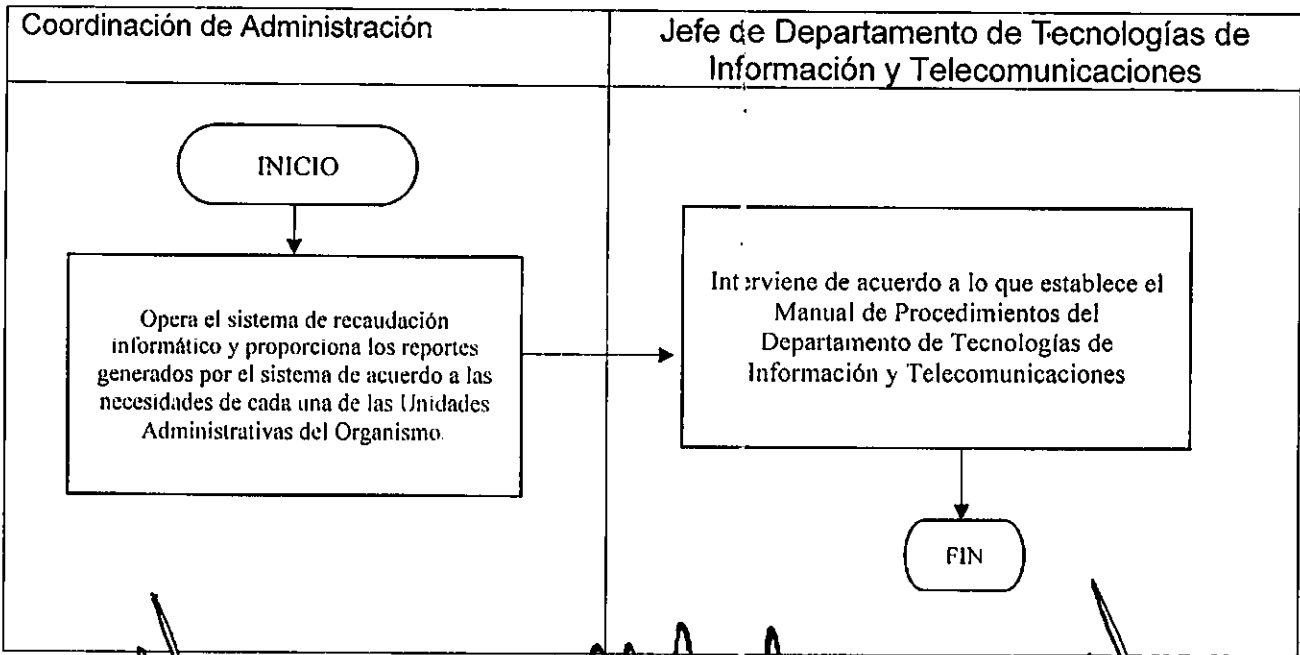 Coordinación de Administración
Jefe de Departamento de Tecnologías de
Información y Telecomunicaciones
INICIO
Opera el sistema de recaudación
informático y proporciona los reportes
generados por el sistema de acuerdo a las
necesidades de cada una de las Unidades
Administrativas del Organismo.
Interviene de acuerdo a lo que establece el
Manual de Procedimientos del
Departamento de Tecnologías de
Información y Telecomunicaciones
FIN